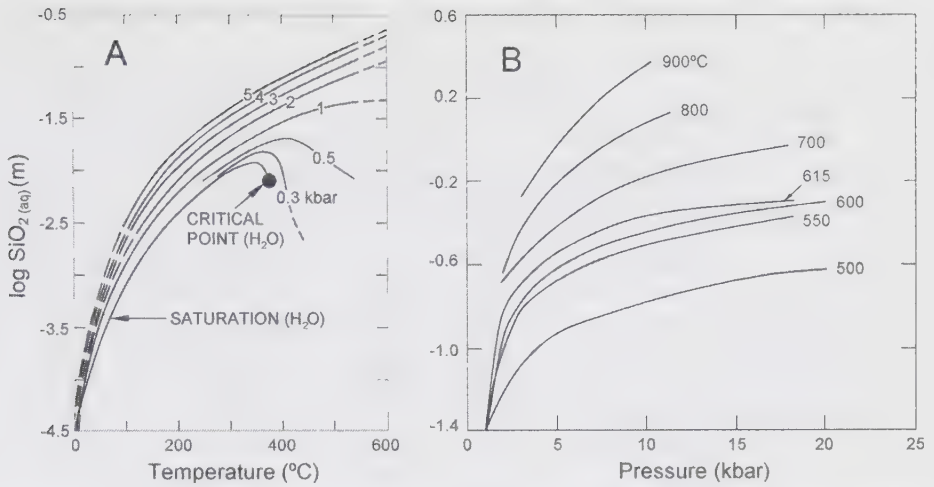 A
-0.5
-1.5
-2.5
-3.5
-4.5
log SiO2 (aq) (m)
5 4 3 2
1
0.5
0.3 kbar
CRITICAL
POINT (H2O)
SATURATION (H2O)
0 200 400 600
Temperature (ºC)
B
-0.6
0.6
-0.2
-0.6
-1.0
-1.4
900ºC
800
700
615
600
550
500
0 5 10 15 20 25
Pressure (kbar)